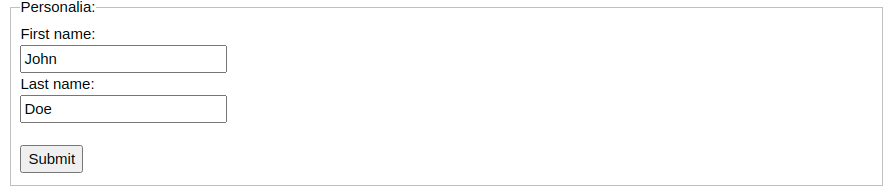 Personalia:
First name:
John
Last name:
Doe
Submit